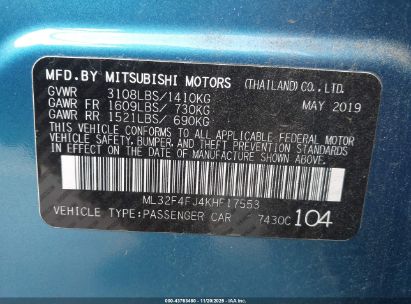 MFD.BY MITSUBISHI MOTORS (THAILAND) CO., LTD.
GVWR 3108LBS/1410KG MAY 2019
GAWR FR 1609LBS/ 730KG
GAWR RR 1521LBS/ 690KG
THIS VEHICLE CONFORMS TO ALL APPLICABLE FEDERAL MOTOR
VEHICLE SAFETY, BUMPER, AND THEFT PREVENTION STANDARDS
IN EFFECT ON THE DATE OF MANUFACTURE SHOWN ABOVE.
ML32F4FJ4KHF17553
VEHICLE TYPE:PASSENGER CAR 7430C 104